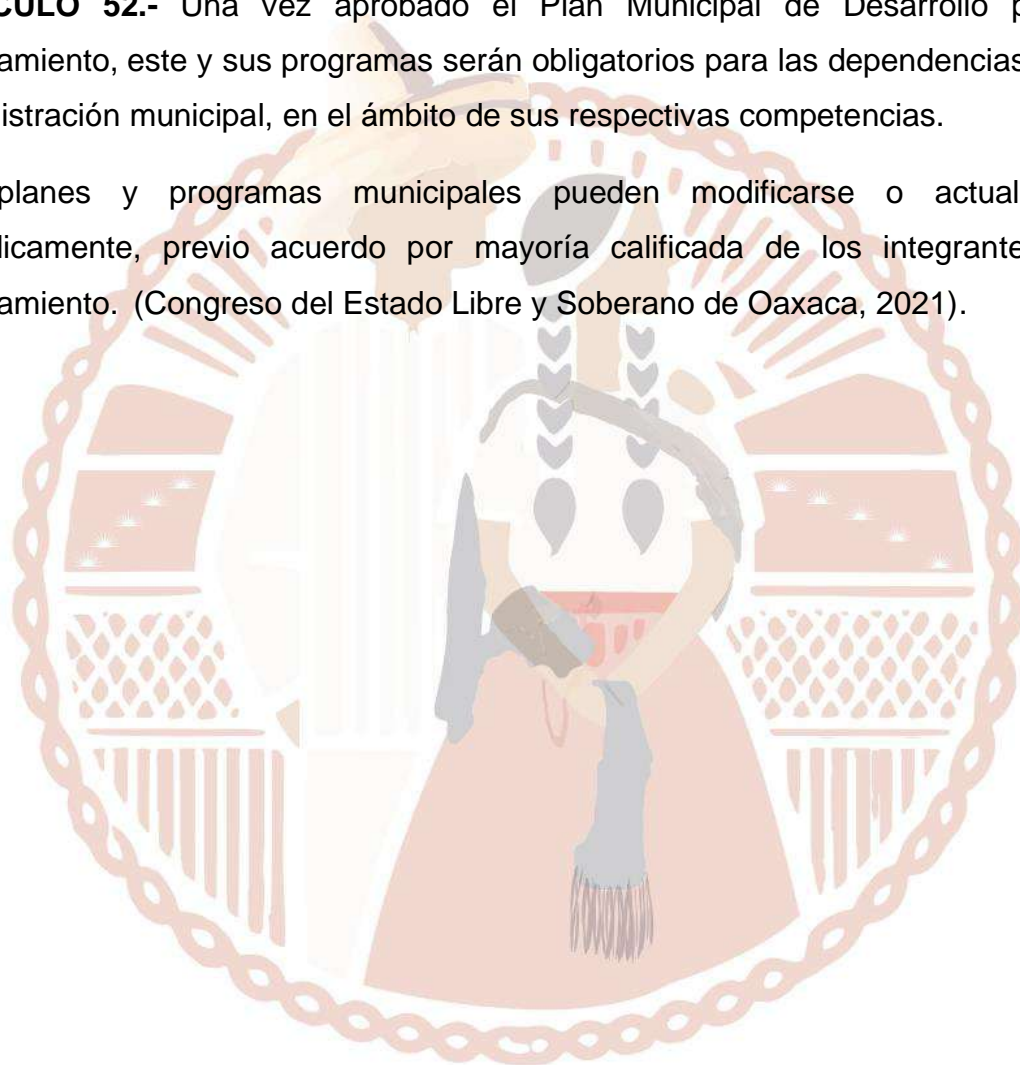 CULO 52.- Una vez aprobado el Plan Municipal de Desarrollo p
amiento, este y sus programas serán obligatorios para las dependencias
istración municipal, en el ámbito de sus respectivas competencias.
planes y programas municipales pueden modificarse o actual
dicamente, previo acuerdo por mayoría calificada de los integrante
amiento. (Congreso del Estado Libre y Soberano de Oaxaca, 2021).